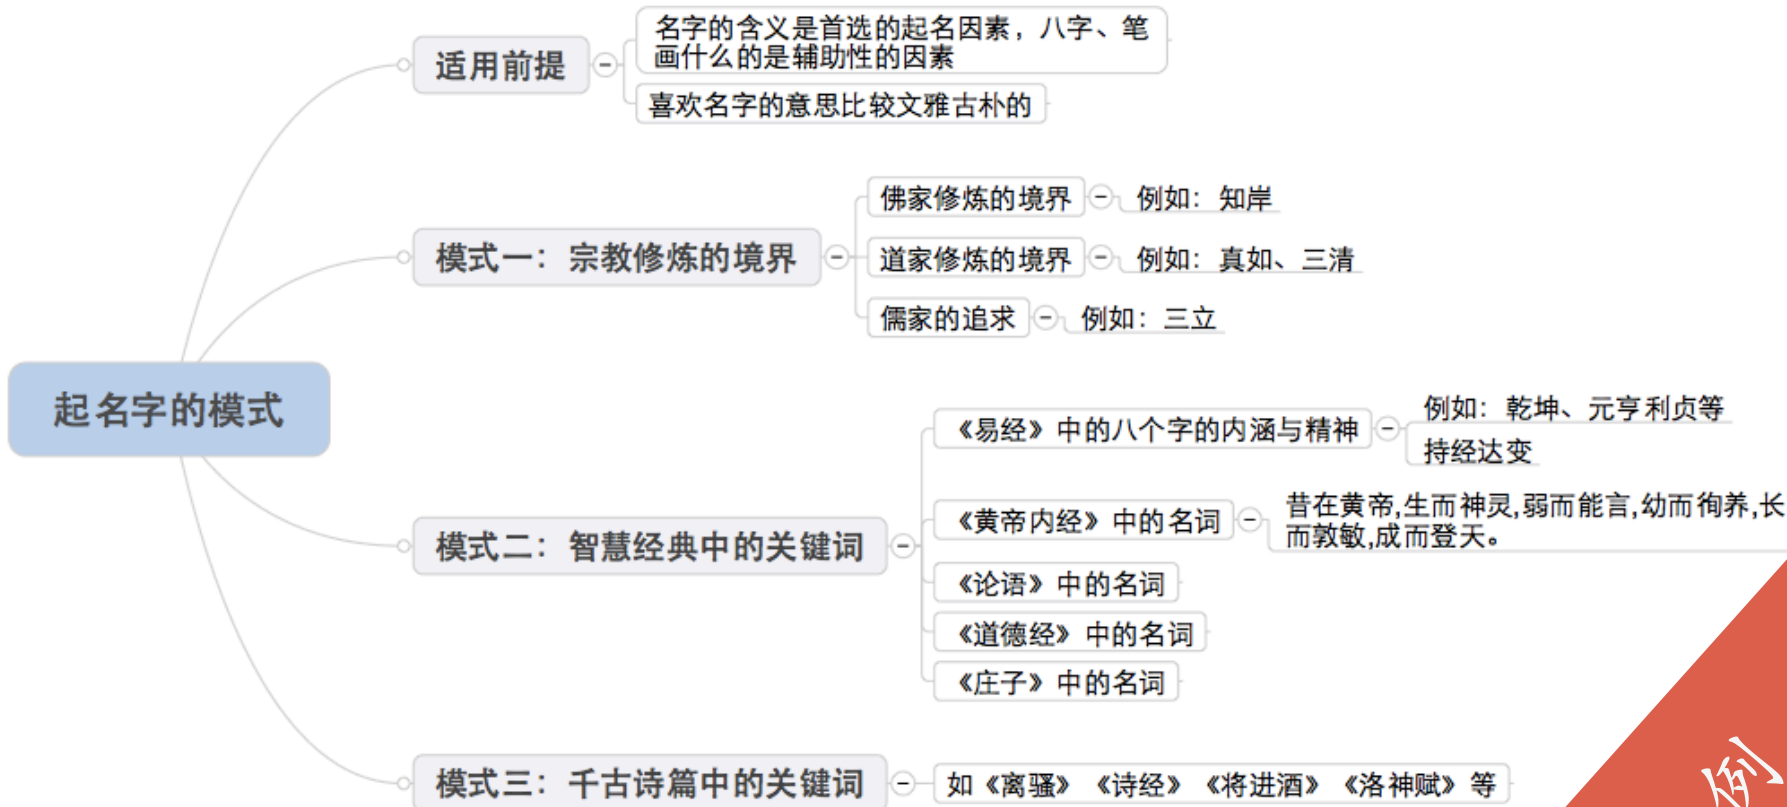 名字的含义是首选的起名因素，八字、笔
画什么的是辅助性的因素
适用前提
喜欢名字的意思比较文雅古朴的
佛家修炼的境界
例如：知岸
模式一：宗教修炼的境界
道家修炼的境界
例如：真如、三清
儒家的追求
例如：三立
起名字的模式
《易经》中的八个字的内涵与精神
例如：乾坤、元亨利贞等
持经达变
模式二：智慧经典中的关键词
《黄帝内经》中的名词
昔在黄帝,生而神灵,弱而能言,幼而徇养,长
而敦敏,成而登天。
《论语》中的名词
《道德经》中的名词
《庄子》中的名词
模式三：千古诗篇中的关键词
如《离骚》《诗经》《将进酒》《洛神赋》等
例